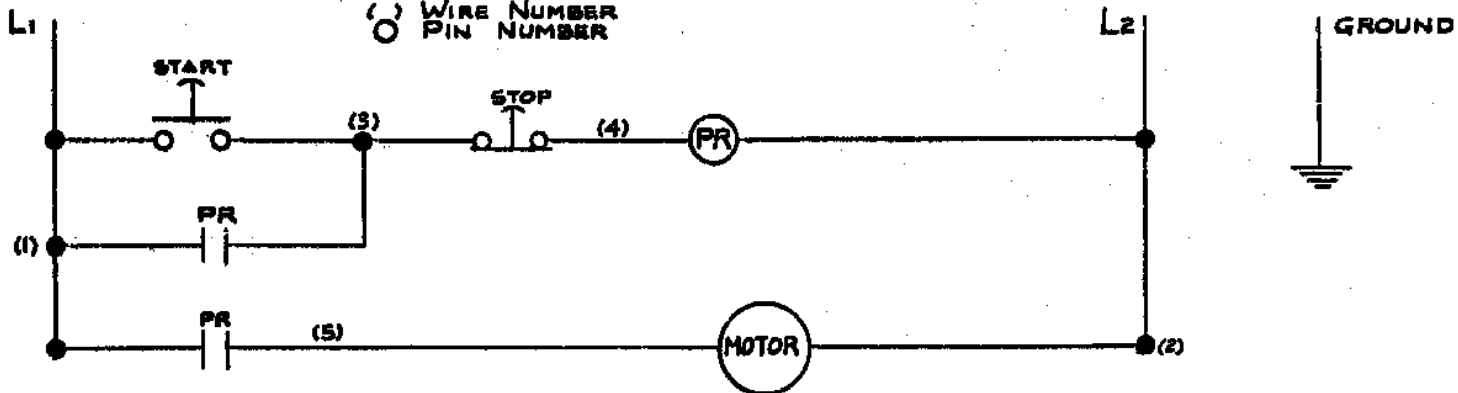 ( ) WIRE NUMBER
O PIN NUMBER
L1
L2
GROUND
START
STOP
(3)
(4)
PR
PR
(1)
PR
(5)
MOTOR
(2)